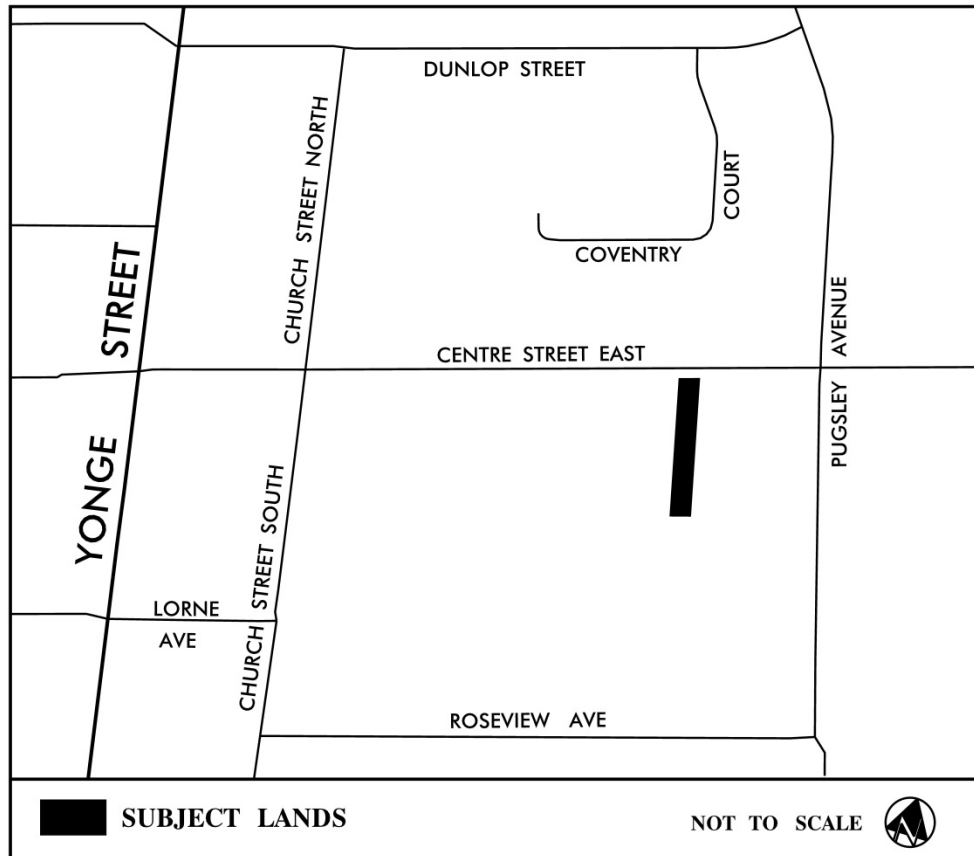 DUNLOP STREET
CHURCH STREET NORTH
COURT
COVENTRY
YONGE STREET
CENTRE STREET EAST
PUGSLEY AVENUE
CHURCH STREET SOUTH
LORNE
AVE
ROSEVIEW AVE
SUBJECT LANDS
NOT TO SCALE
N